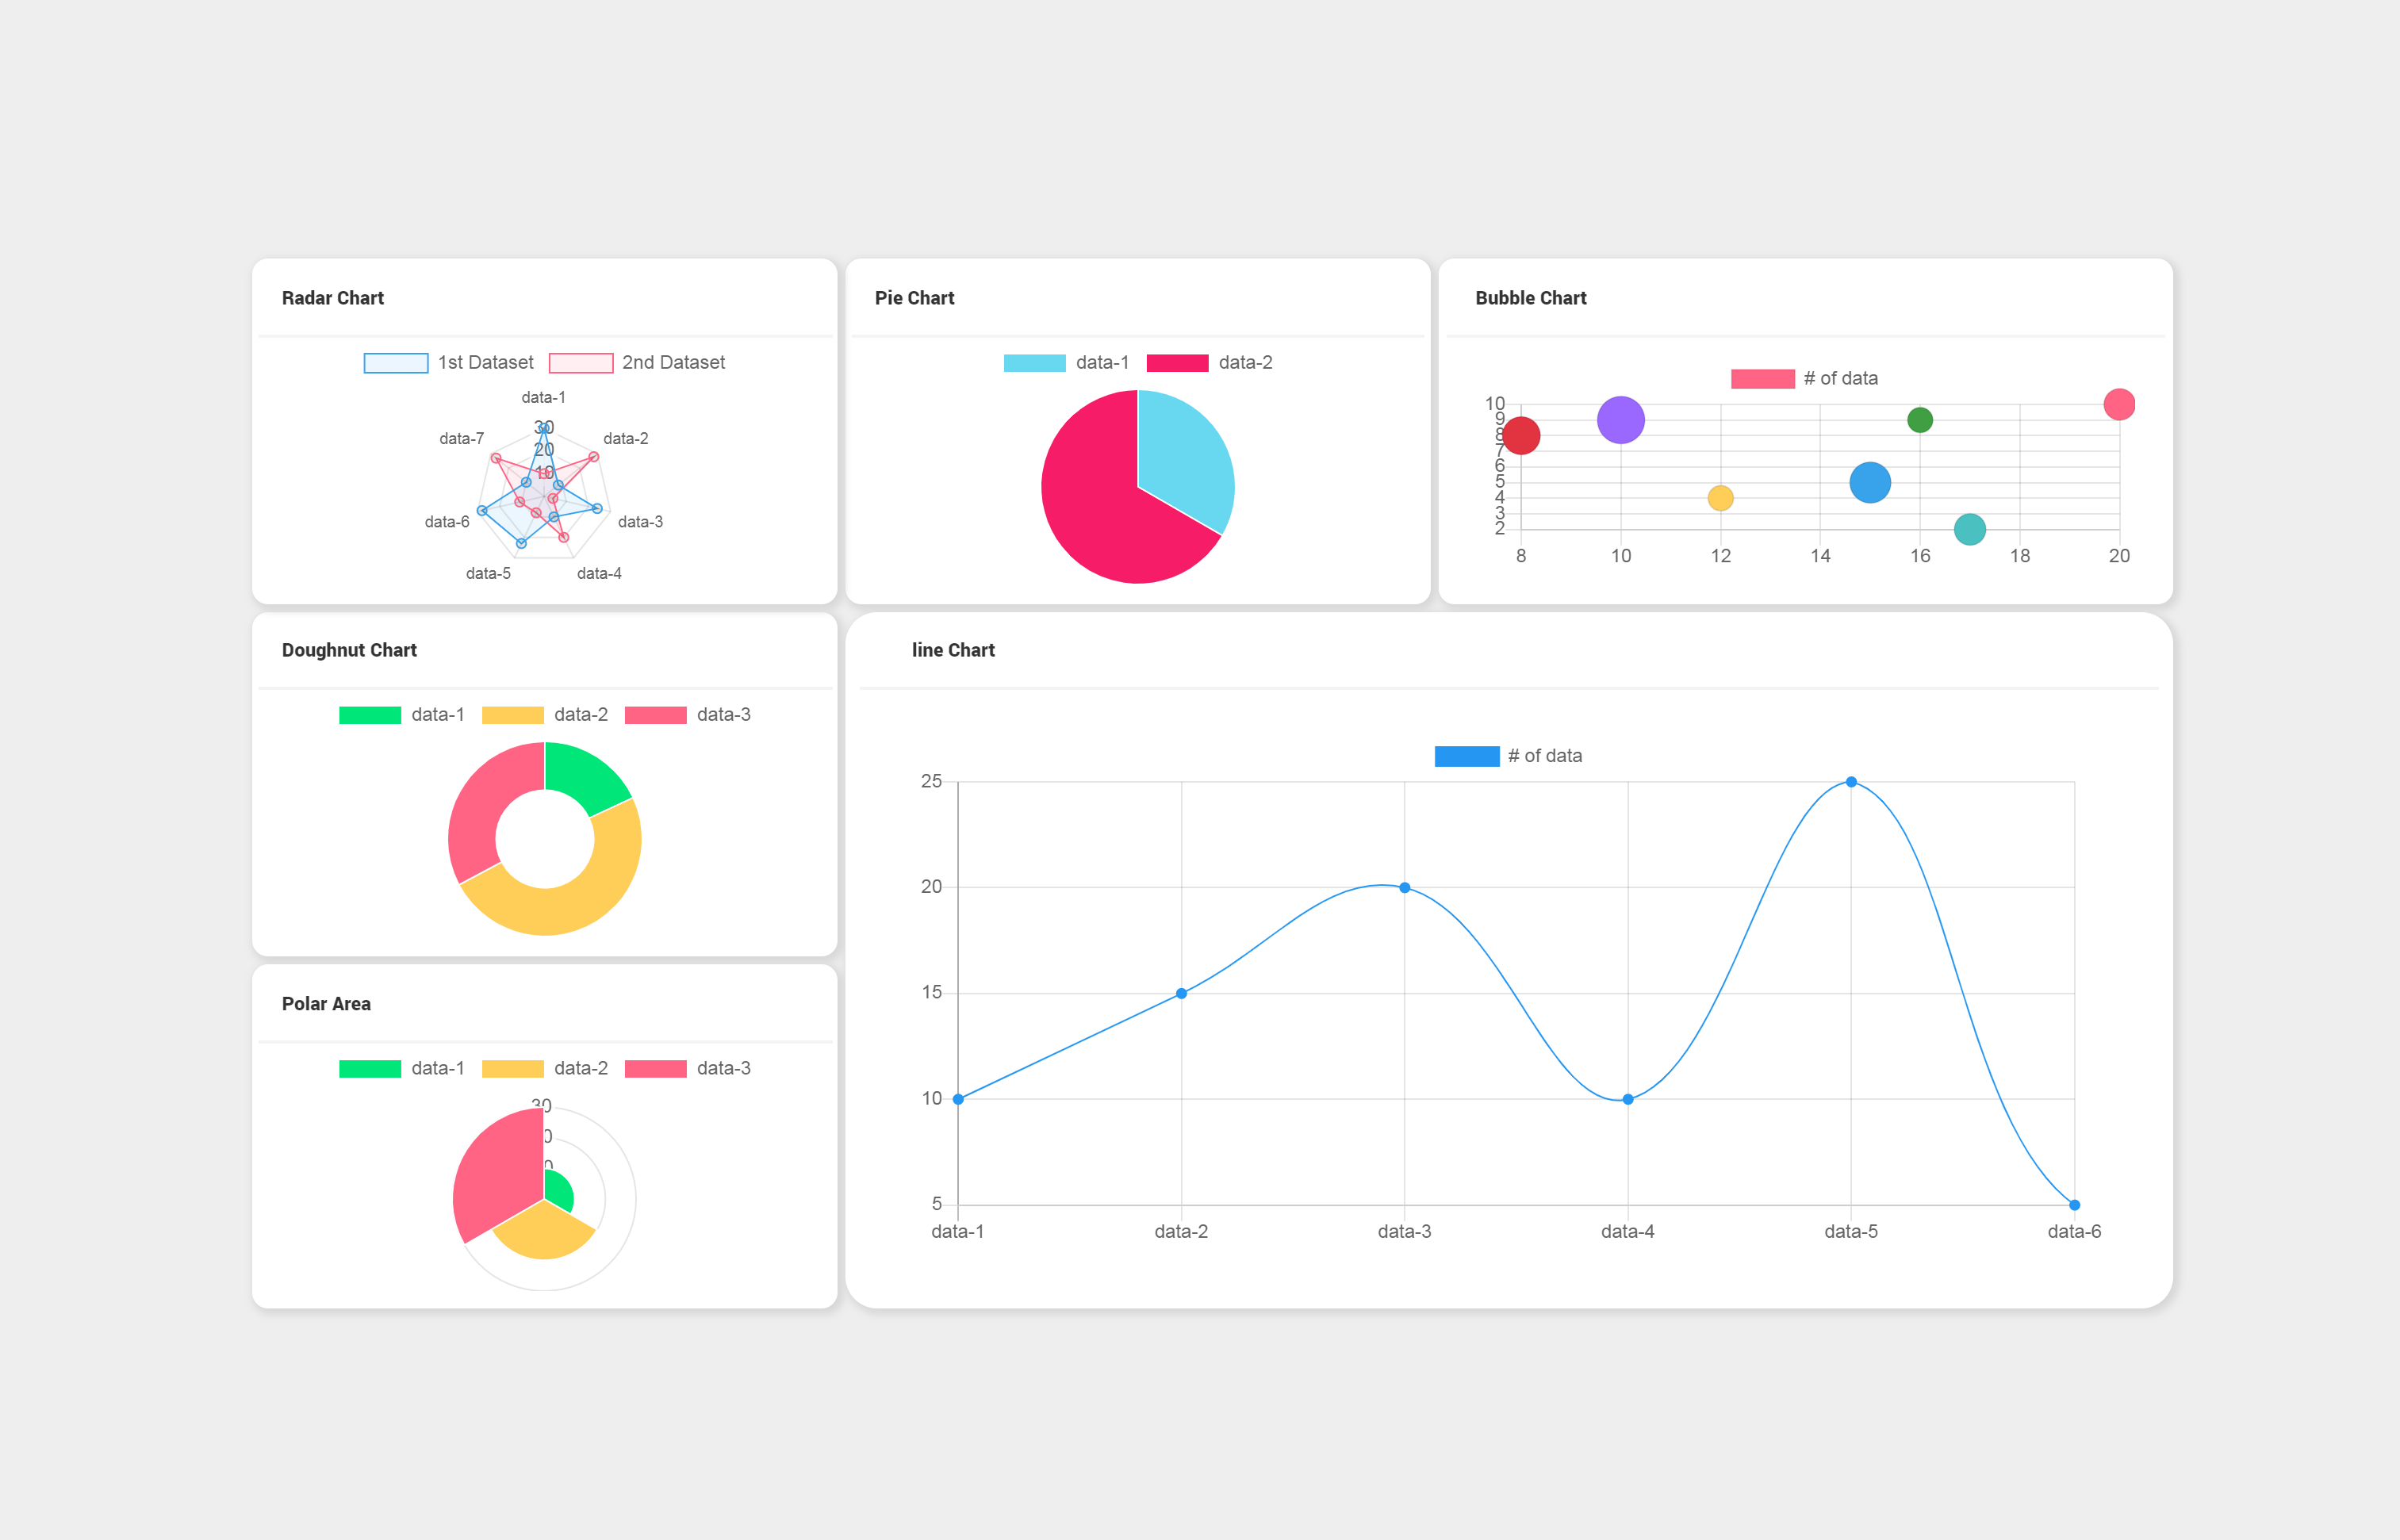 Radar Chart
1st Dataset 2nd Dataset
data-1
30
data-7 data-2
20
10
data-6 data-3
data-5 data-4
Pie Chart
data-1 data-2
Bubble Chart
# of data
10
9
8
7
6
5
4
3
2
8 10 12 14 16 18 20
Doughnut Chart
data-1 data-2 data-3
line Chart
# of data
25
20
15
10
5
data-1 data-2 data-3 data-4 data-5 data-6
Polar Area
data-1 data-2 data-3
30
0
0